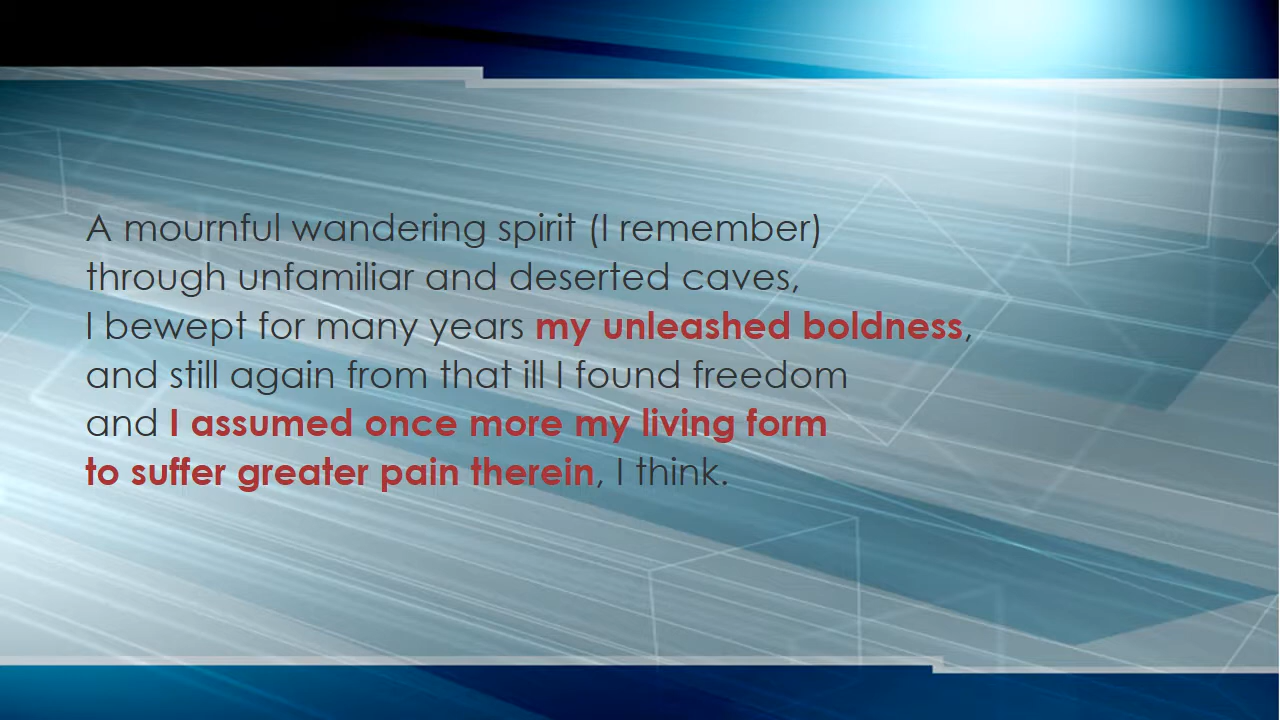 A mournful wandering spirit (I remember)
through unfamiliar and deserted caves,
I bewept for many years my unleashed boldness,
and still again from that ill I found freedom
and I assumed once more my living form
to suffer greater pain therein, I think.